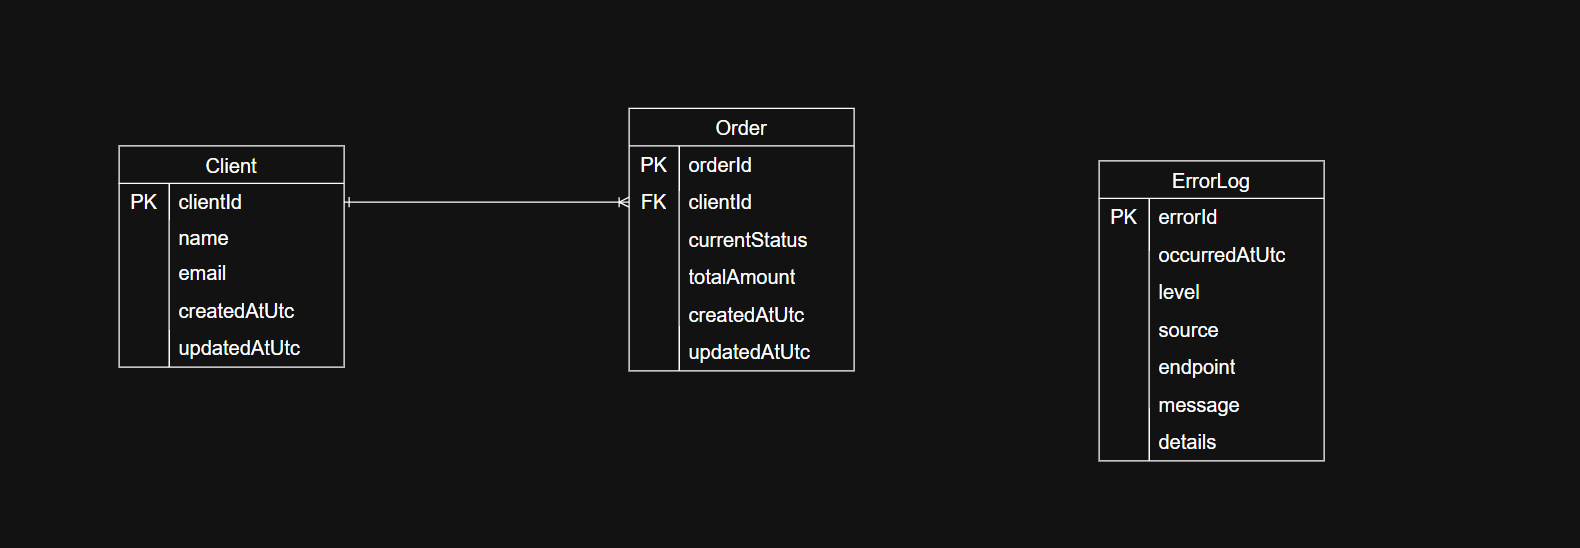 Client
PK clientId
name
email
createdAtUtc
updatedAtUtc
Order
PK orderId
FK clientId
currentStatus
totalAmount
createdAtUtc
updatedAtUtc
ErrorLog
PK errorId
occurredAtUtc
level
source
endpoint
message
details